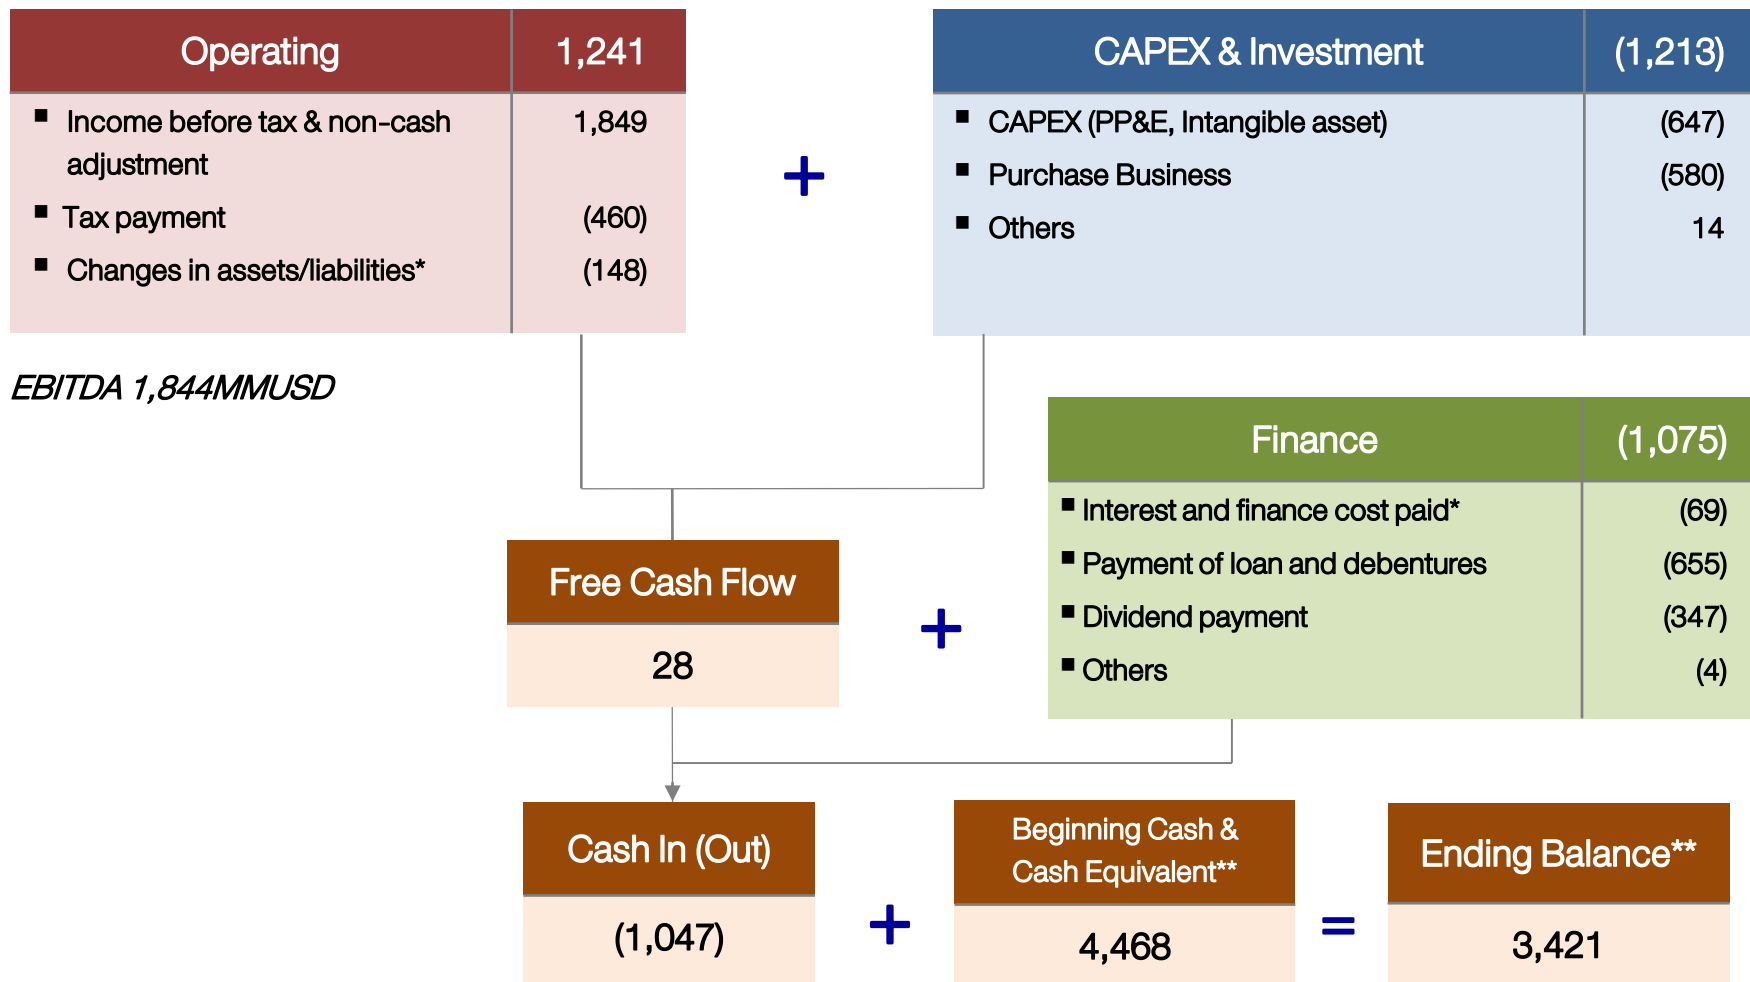 Operating 1,241
▪ Income before tax & non-cash 1,849
adjustment
▪ Tax payment (460)
▪ Changes in assets/liabilities* (148)
+
CAPEX & Investment (1,213)
▪ CAPEX (PP&E, Intangible asset) (647)
▪ Purchase Business (580)
▪ Others 14
EBITDA 1,844MMUSD
Finance (1,075)
▪ Interest and finance cost paid* (69)
▪ Payment of loan and debentures (655)
▪ Dividend payment (347)
▪ Others (4)
Free Cash Flow
28
+
Cash In (Out)
(1,047)
+
Beginning Cash &
Cash Equivalent**
4,468
=
Ending Balance**
3,421